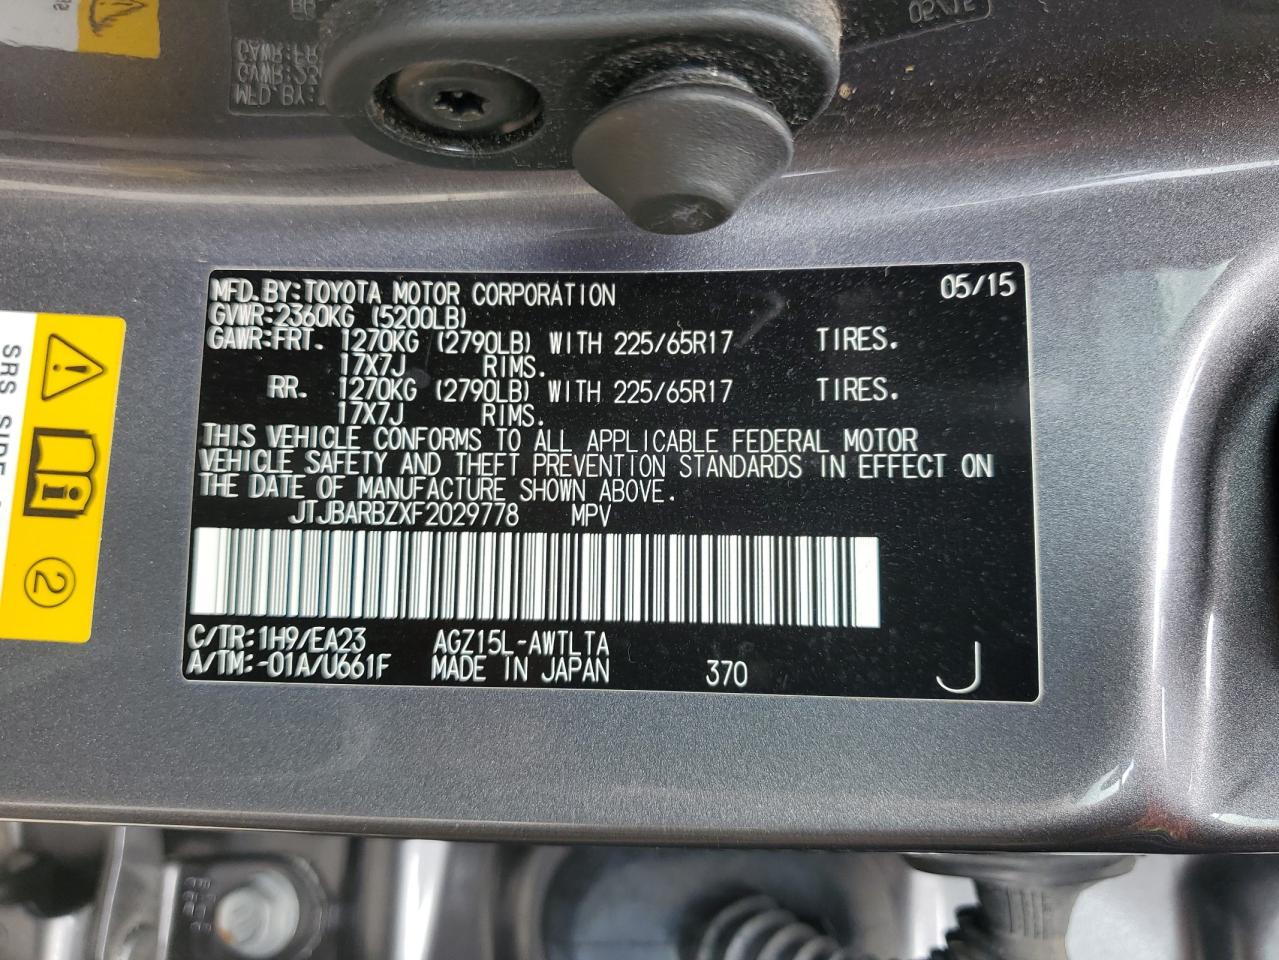 MFD.BY:TOYOTA MOTOR CORPORATION 05/15
GVWR:2360KG (5200LB)
GAWR:FRT. 1270KG (2790LB) WITH 225/65R17 TIRES.
17X7J RIMS.
RR. 1270KG (2790LB) WITH 225/65R17 TIRES.
17X7J RIMS.
THIS VEHICLE CONFORMS TO ALL APPLICABLE FEDERAL MOTOR
VEHICLE SAFETY AND THEFT PREVENTION STANDARDS IN EFFECT ON
THE DATE OF MANUFACTURE SHOWN ABOVE.
JTJBARBZXF2029778 MPV
C/TR:1H9/EA23 AGZ15L-AWTLTA
A/TM:-01A/U661F MADE IN JAPAN 370 J
SRS SIDE
2